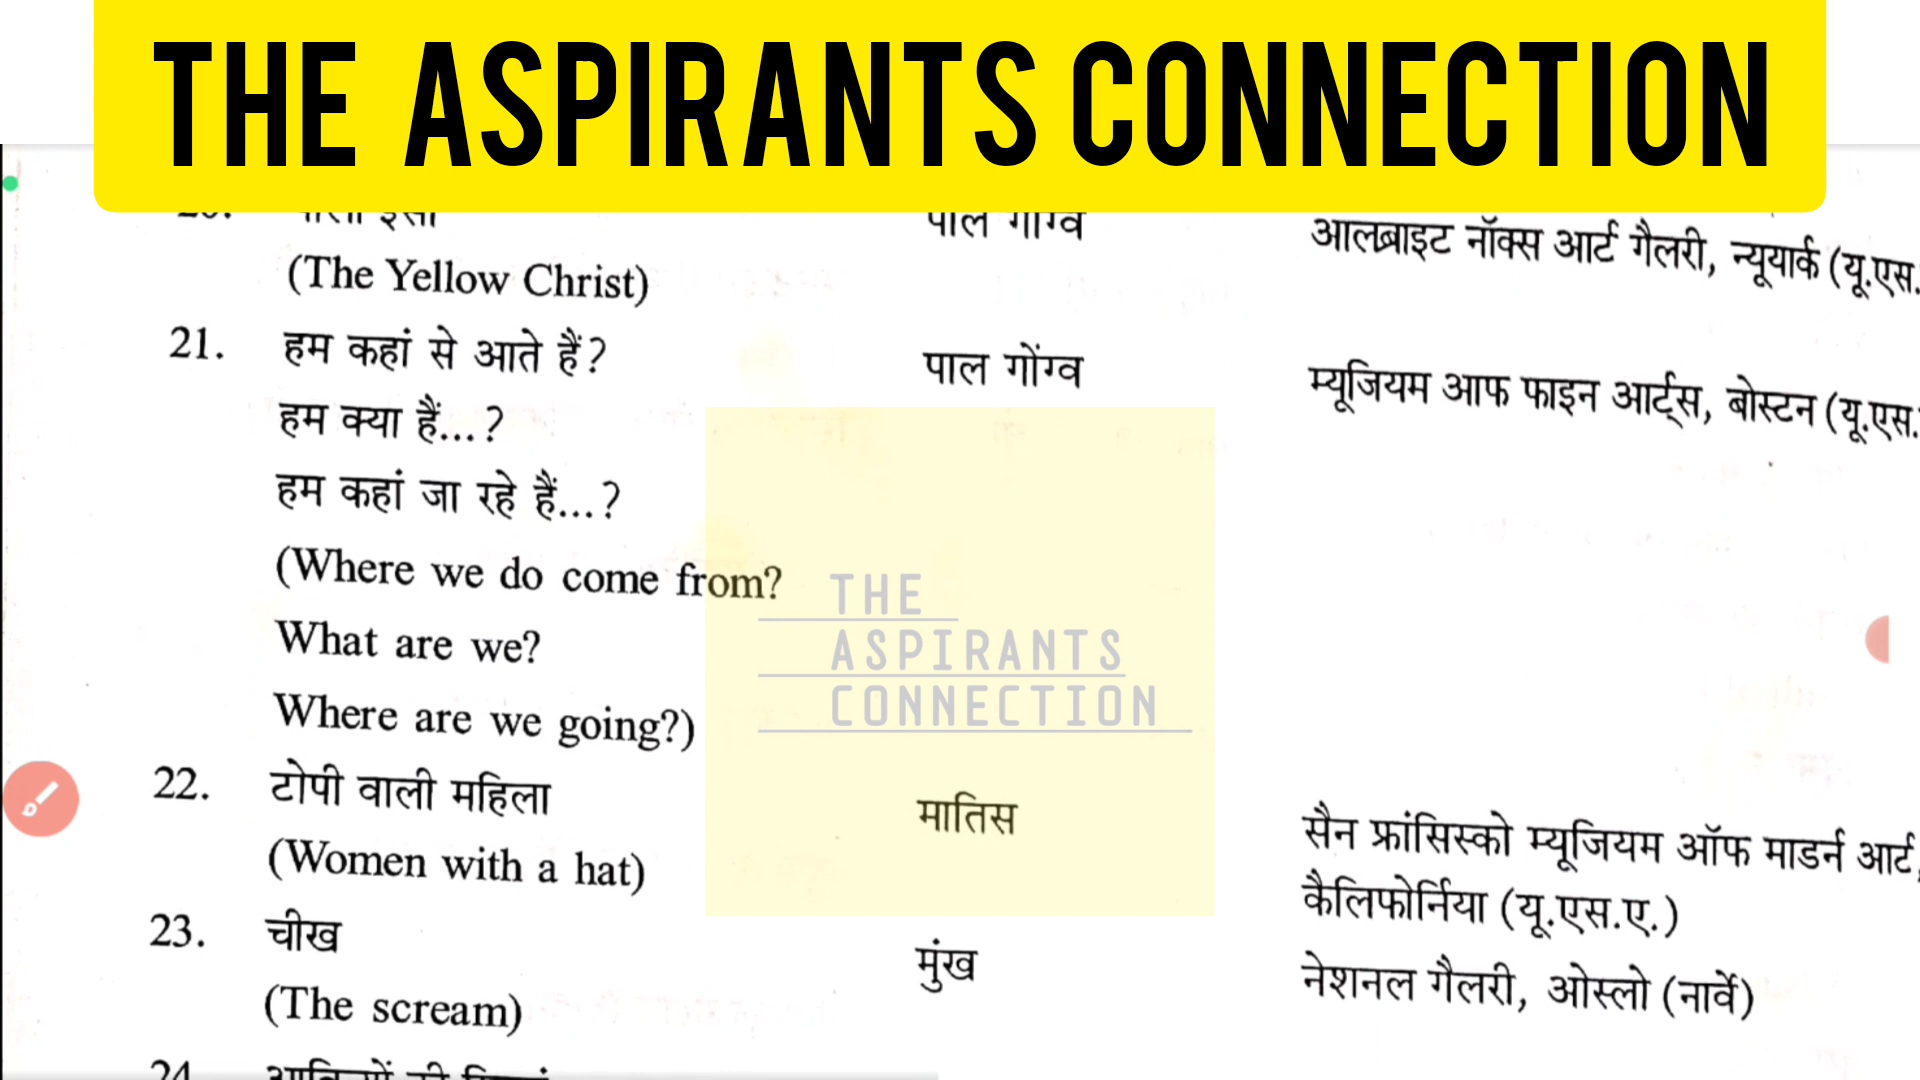 THE ASPIRANTS CONNECTION
पाल गोंग्व आलब्राइट नॉक्स आर्ट गैलरी, न्यूयार्क (यू.एस.
(The Yellow Christ)
21. हम कहां से आते हैं? पाल गोंग्व म्यूजियम आफ फाइन आर्ट्स, बोस्टन (यू.एस.
हम क्या हैं...?
हम कहां जा रहे हैं...?
(Where we do come from?
What are we?
Where are we going?)
THE
ASPIRANTS
CONNECTION
22. टोपी वाली महिला मातिस सैन फ्रांसिस्को म्यूजियम ऑफ माडर्न आर्ट,
(Women with a hat) कैलिफोर्निया (यू.एस.ए.)
23. चीख मुंख नेशनल गैलरी, ओस्लो (नार्वे)
(The scream)
24.